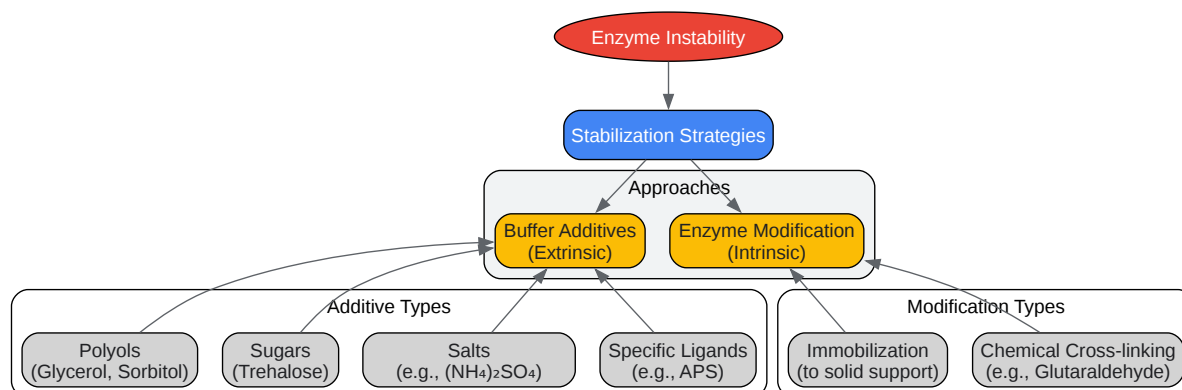 Enzyme Instability
Stabilization Strategies
Approaches
Buffer Additives
(Extrinsic)
Enzyme Modification
(Intrinsic)
Additive Types
Modification Types
Polyols
(Glycerol, Sorbitol)
Sugars
(Trehalose)
Salts
(e.g., (NH₄)₂SO₄)
Specific Ligands
(e.g., APS)
Immobilization
(to solid support)
Chemical Cross-linking
(e.g., Glutaraldehyde)